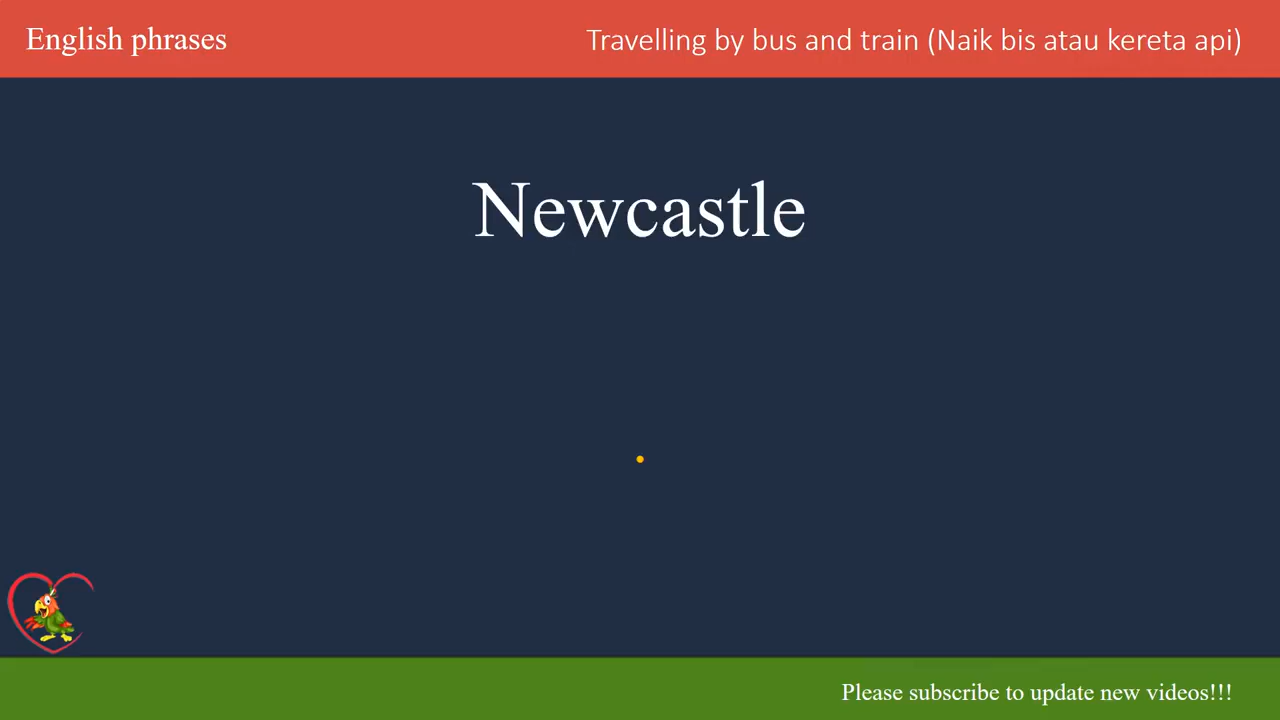 English phrases
Travelling by bus and train (Naik bis atau kereta api)
Newcastle
Please subscribe to update new videos!!!